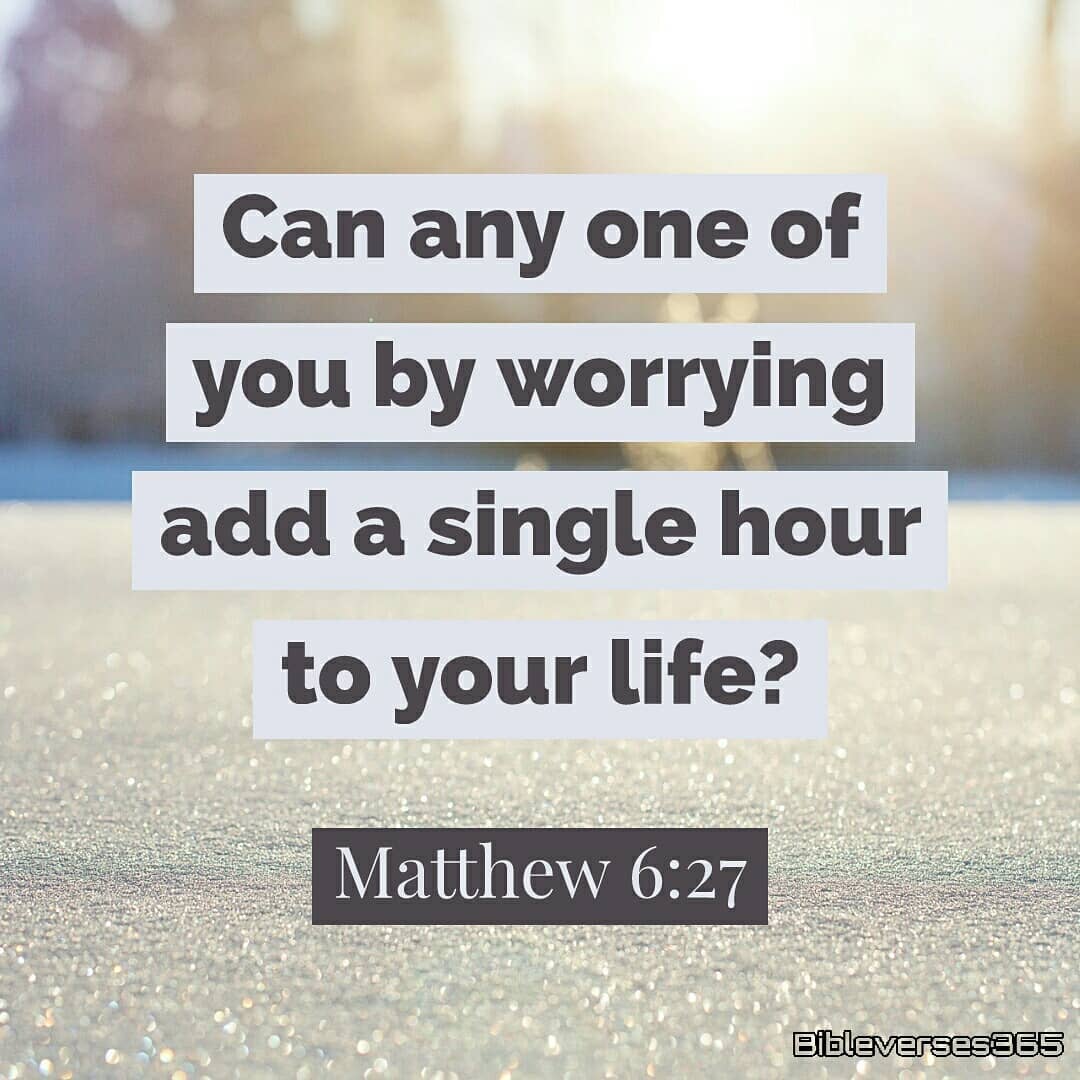 Can any one of
you by worrying
add a single hour
to your life?
Matthew 6:27
Bibleverses365